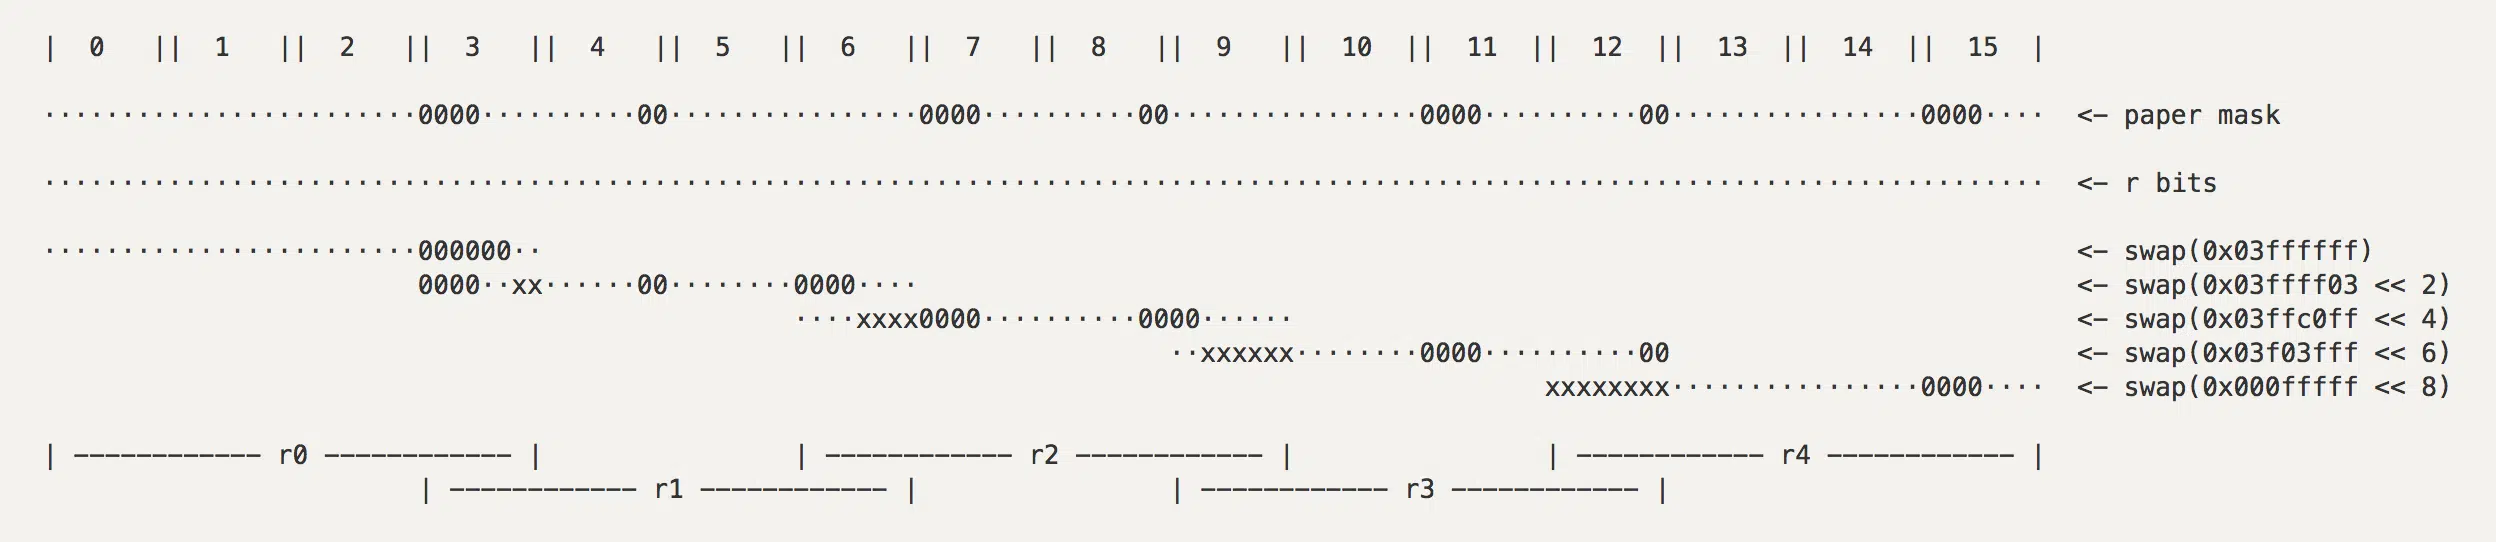 |  0   ||  1   ||  2   ||  3   ||  4   ||  5   ||  6   ||  7   ||  8   ||  9   ||  10  ||  11  ||  12  ||  13  ||  14  ||  15  |
························0000··········00················0000··········00················0000··········00················0000····  <- paper mask
································································································································  <- r bits
························000000··                                                                                                  <- swap(0x03ffffff)
                        0000··xx······00········0000····                                                                          <- swap(0x03ffff03 << 2)
                                                ····xxxx0000··········0000······                                                  <- swap(0x03ffc0ff << 4)
                                                                        ··xxxxxx········0000··········00                          <- swap(0x03f03fff << 6)
                                                                                                xxxxxxxx················0000····  <- swap(0x000fffff << 8)
| ------------ r0 ------------ |                | ------------ r2 ------------ |                | ------------ r4 ------------ |
                        | ------------ r1 ------------ |                | ------------ r3 ------------ |